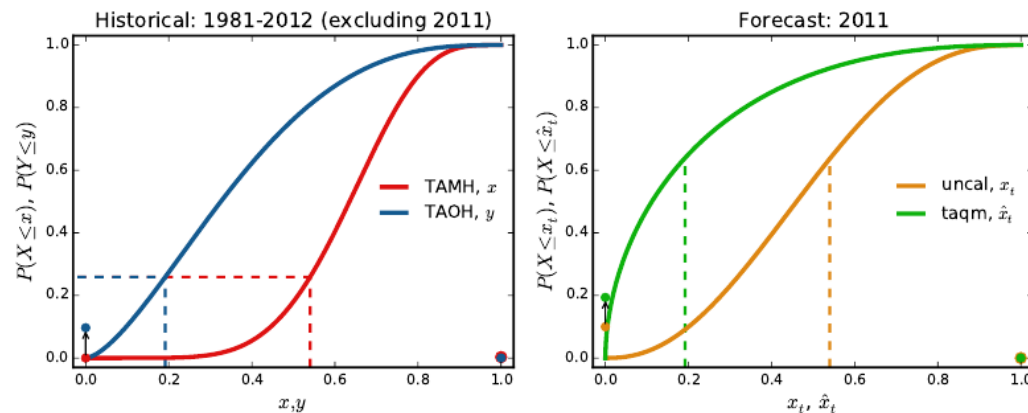 Historical: 1981-2012 (excluding 2011)
P(X≤x), P(Y≤y)
1.0
0.8
0.6
0.4
0.2
0.0
TAMH, x
TAOH, y
0.0 0.2 0.4 0.6 0.8 1.0
x,y
Forecast: 2011
P(X≤x_t), P(X≤x̂_t)
1.0
0.8
0.6
0.4
0.2
0.0
uncal, x_t
taqm, x̂_t
0.0 0.2 0.4 0.6 0.8 1.0
x_t, x̂_t